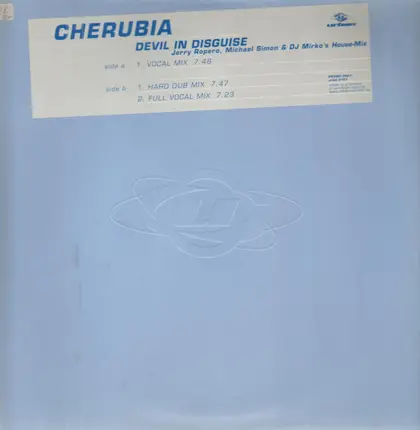 CHERUBIA
DEVIL IN DISGUISE
Jerry Ropero, Michael Simon & DJ Mirko's House-Mix
side a 1. VOCAL MIX 7.46
side b 1. HARD DUB MIX 7.47
2. FULL VOCAL MIX 7.23
urban